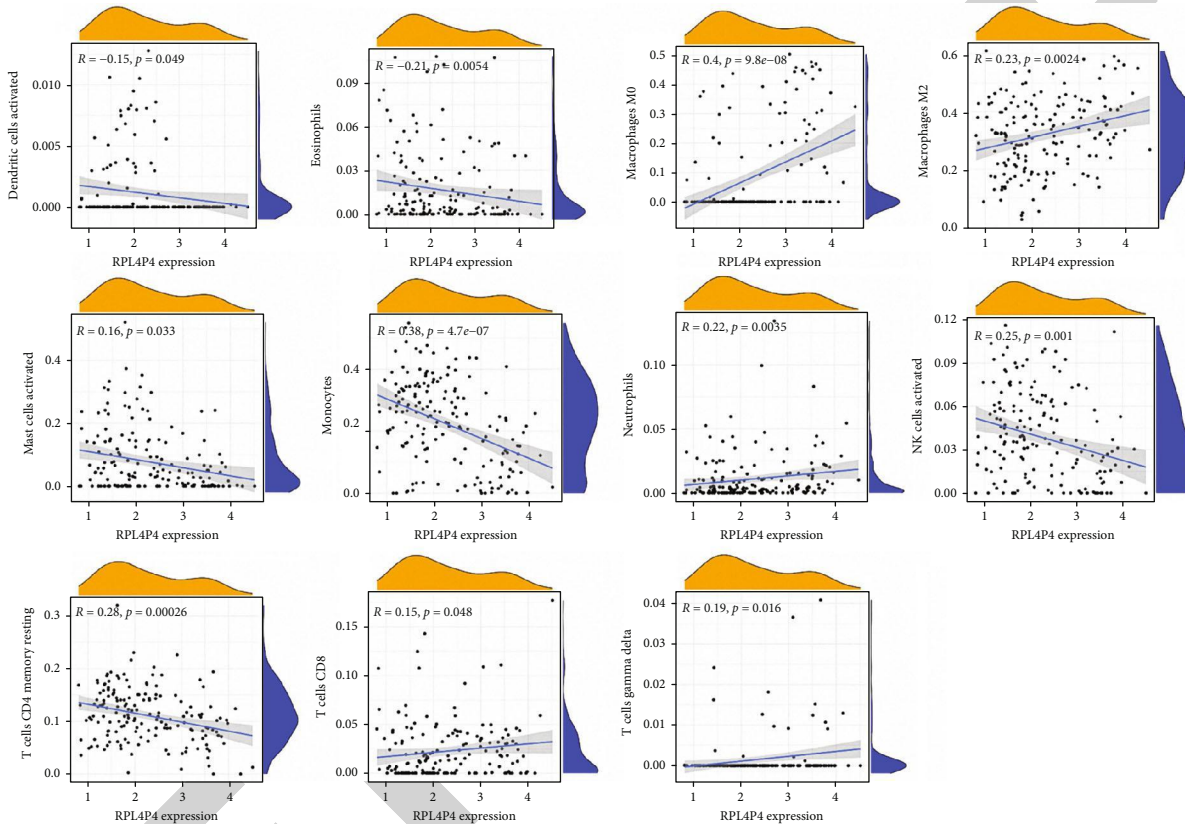 R = −0.15, p = 0.049
Dendritic cells activated
0.010
0.005
0.000
1 2 3 4
RPL4P4 expression
R = −0.21, p = 0.0054
Eosinophils
0.09
0.06
0.03
0.00
1 2 3 4
RPL4P4 expression
R = 0.4, p = 9.8e−08
Macrophages M0
0.5
0.4
0.3
0.2
0.1
0.0
1 2 3 4
RPL4P4 expression
R = 0.23, p = 0.0024
Macrophages M2
0.6
0.4
0.2
0.0
1 2 3 4
RPL4P4 expression
R = 0.16, p = 0.033
Mast cells activated
0.4
0.2
0.0
1 2 3 4
RPL4P4 expression
R = 0.38, p = 4.7e−07
Monocytes
0.4
0.2
0.0
1 2 3 4
RPL4P4 expression
R = 0.22, p = 0.0035
Neutrophils
0.10
0.05
0.00
1 2 3 4
RPL4P4 expression
R = 0.25, p = 0.001
NK cells activated
0.12
0.09
0.06
0.03
0.00
1 2 3 4
RPL4P4 expression
R = 0.28, p = 0.00026
T cells CD4 memory resting
0.3
0.2
0.1
0.0
1 2 3 4
RPL4P4 expression
R = 0.15, p = 0.048
T cells CD8
0.15
0.10
0.05
0.00
1 2 3 4
RPL4P4 expression
R = 0.19, p = 0.016
T cells gamma delta
0.04
0.03
0.02
0.01
0.00
1 2 3 4
RPL4P4 expression